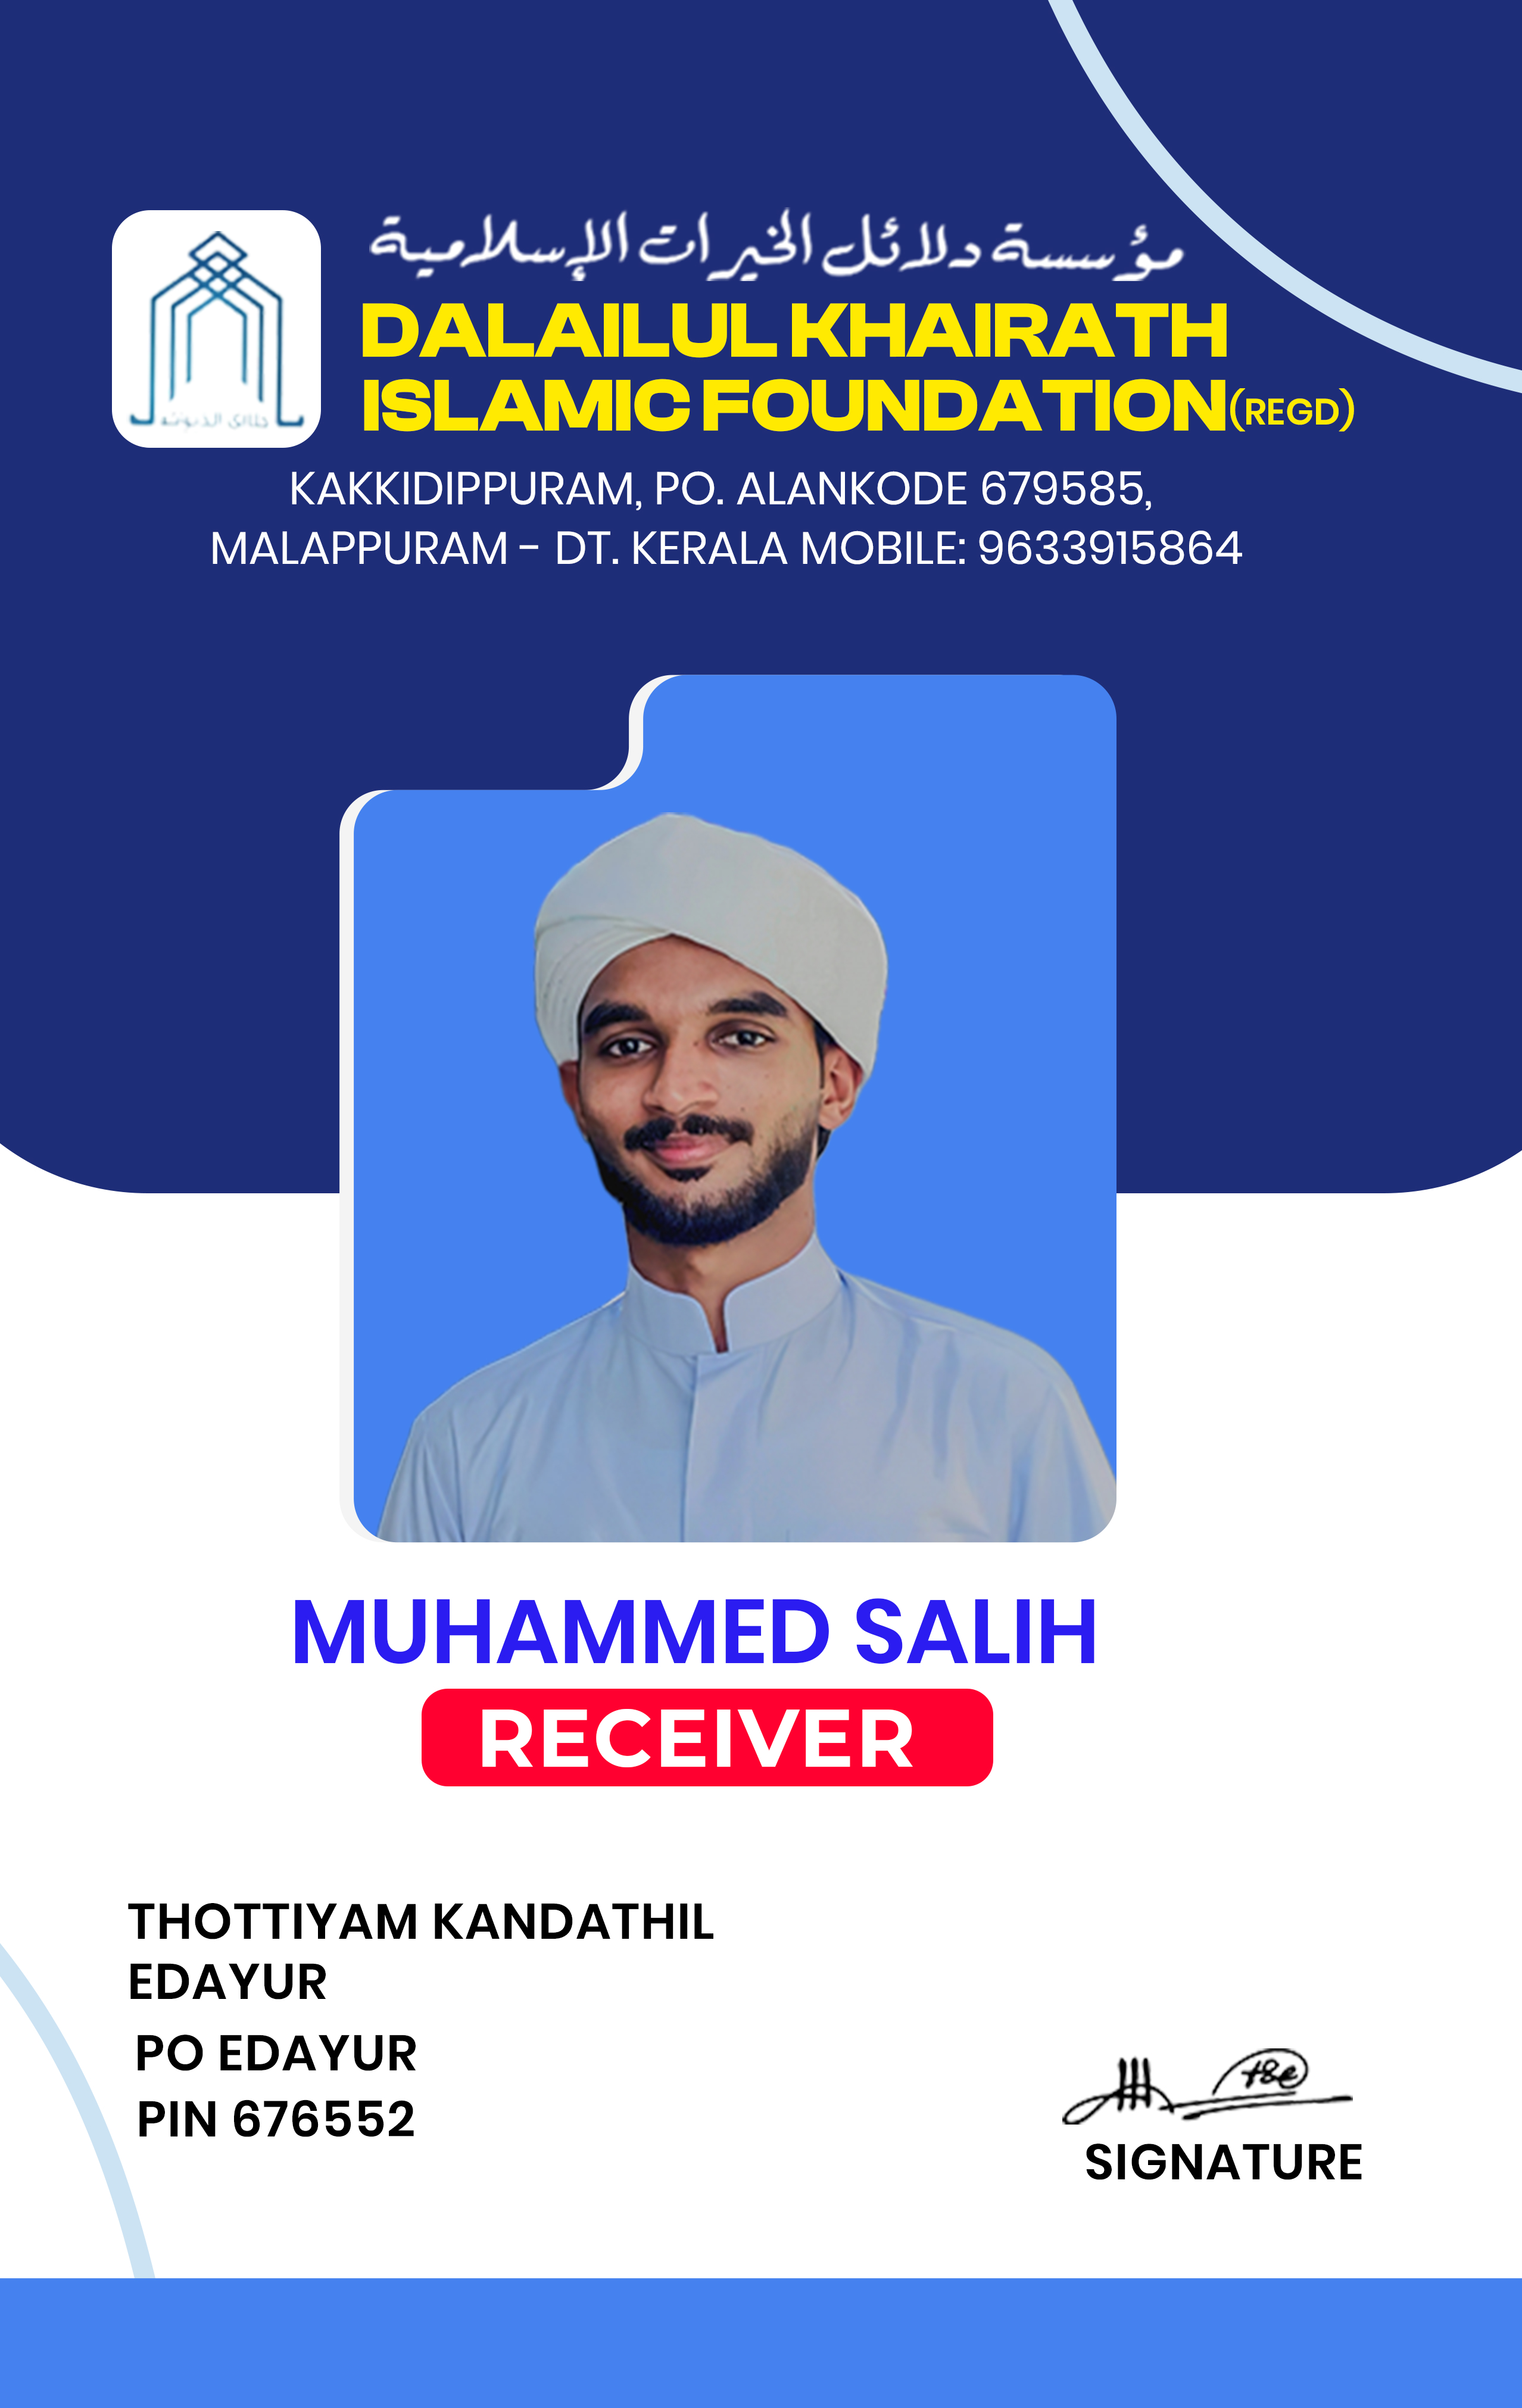 مؤسسة دلائل الخيرات الإسلامية
DALAILUL KHAIRATH
ISLAMIC FOUNDATION(REGD)
KAKKIDIPPURAM, PO. ALANKODE 679585,
MALAPPURAM - DT. KERALA MOBILE: 9633915864
MUHAMMED SALIH
RECEIVER
THOTTIYAM KANDATHIL
EDAYUR
PO EDAYUR
PIN 676552
SIGNATURE